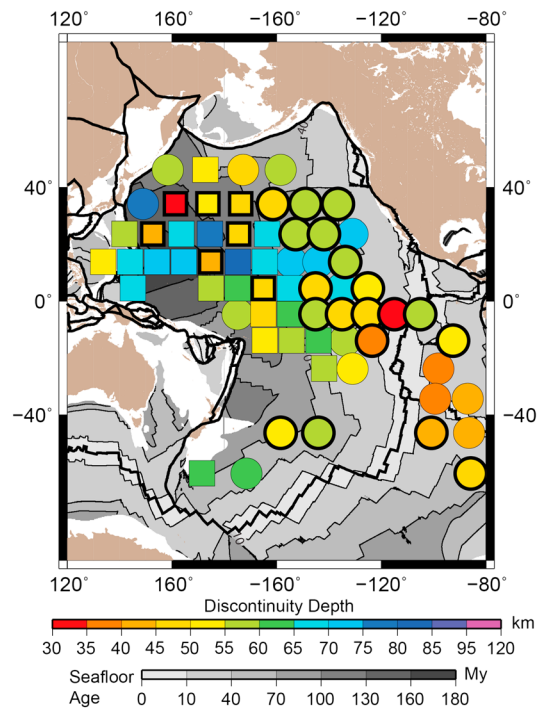 120° 160° −160° −120° −80°
40° 40°
0° 0°
−40° −40
120° 160° −160° −120° −80°
Discontinuity Depth
km
30 35 40 45 50 55 60 65 70 75 80 85 95 120
Seafloor My
Age 0 10 40 70 100 130 160 180